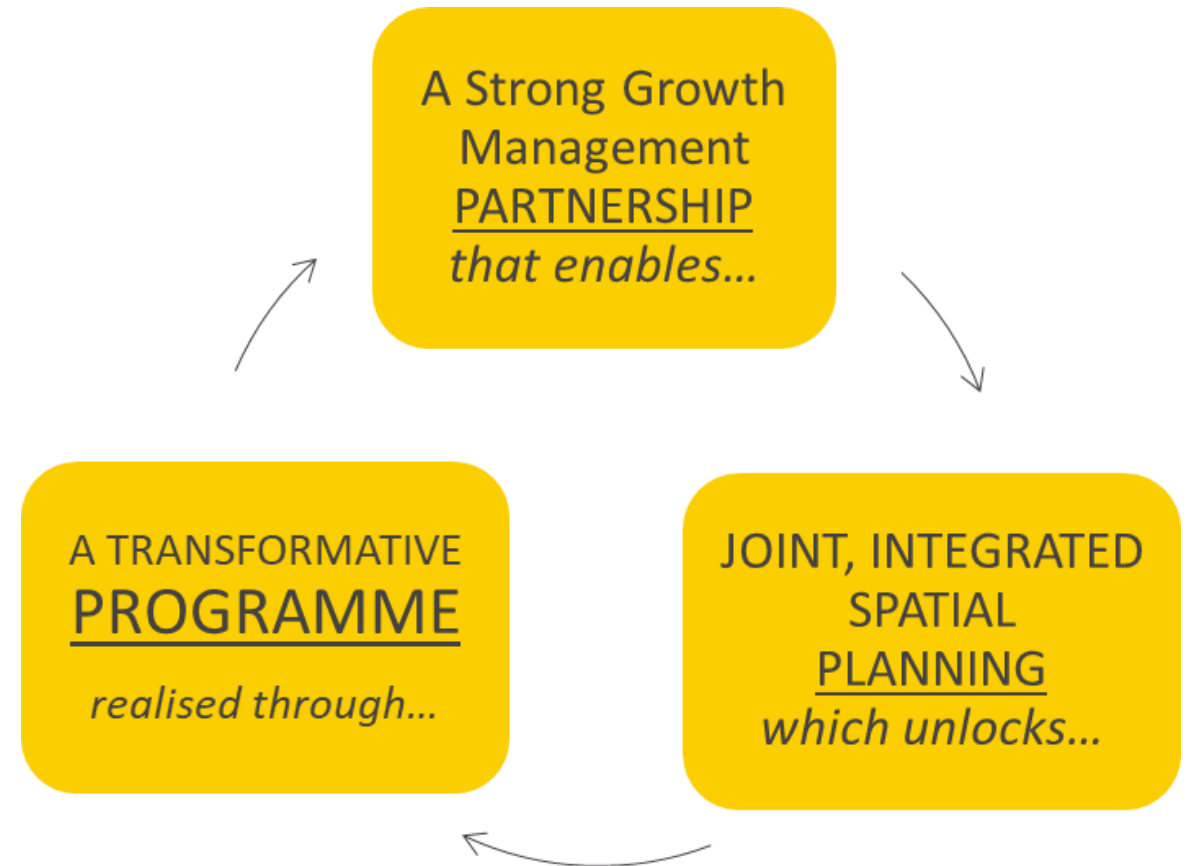 A Strong Growth
Management
PARTNERSHIP
that enables...
JOINT, INTEGRATED
SPATIAL
PLANNING
which unlocks...
A TRANSFORMATIVE
PROGRAMME
realised through...